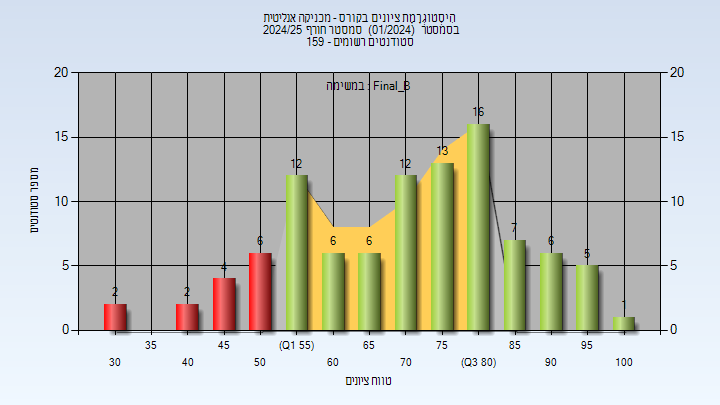 היסטוגרמת ציונים בקורס - מכניקה אנליטית
בסמסטר (01/2024) סמסטר חורף 2024/25
סטודנטים רשומים - 159
במשימה : Final_B
מספר סטודנטים
20 20
15 15
10 10
5 5
0 0
2 2 4 6 12 6 6 12 13 16 7 6 5 1
35 45 (Q1 55) 65 75 85 95
30 40 50 60 70 (Q3 80) 90 100
טווח ציונים